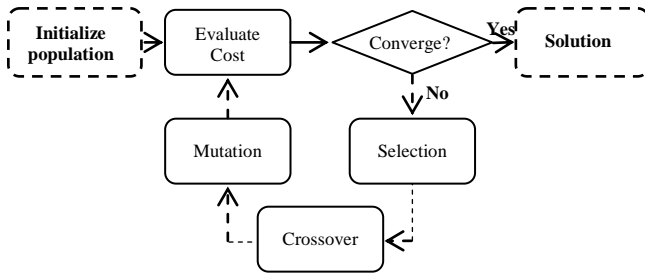 Initialize
population
Evaluate
Cost
Converge?
Yes
Solution
No
Mutation
Selection
Crossover